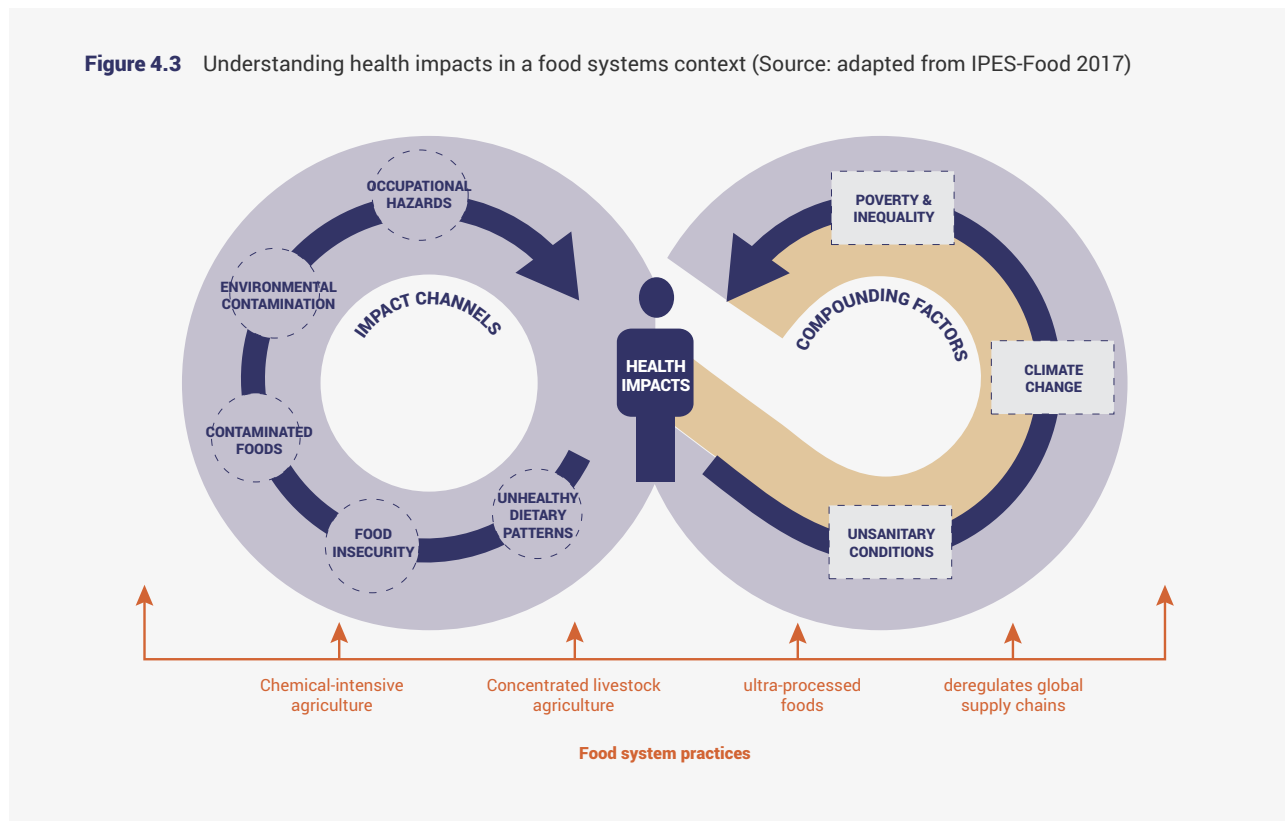 Figure 4.3 Understanding health impacts in a food systems context (Source: adapted from IPES-Food 2017)
OCCUPATIONAL
HAZARDS
ENVIRONMENTAL
CONTAMINATION
CONTAMINATED
FOODS
FOOD
INSECURITY
UNHEALTHY
DIETARY
PATTERNS
IMPACT CHANNELS
HEALTH
IMPACTS
COMPOUNDING FACTORS
POVERTY &
INEQUALITY
CLIMATE
CHANGE
UNSANITARY
CONDITIONS
Chemical-intensive
agriculture
Concentrated livestock
agriculture
ultra-processed
foods
deregulates global
supply chains
Food system practices